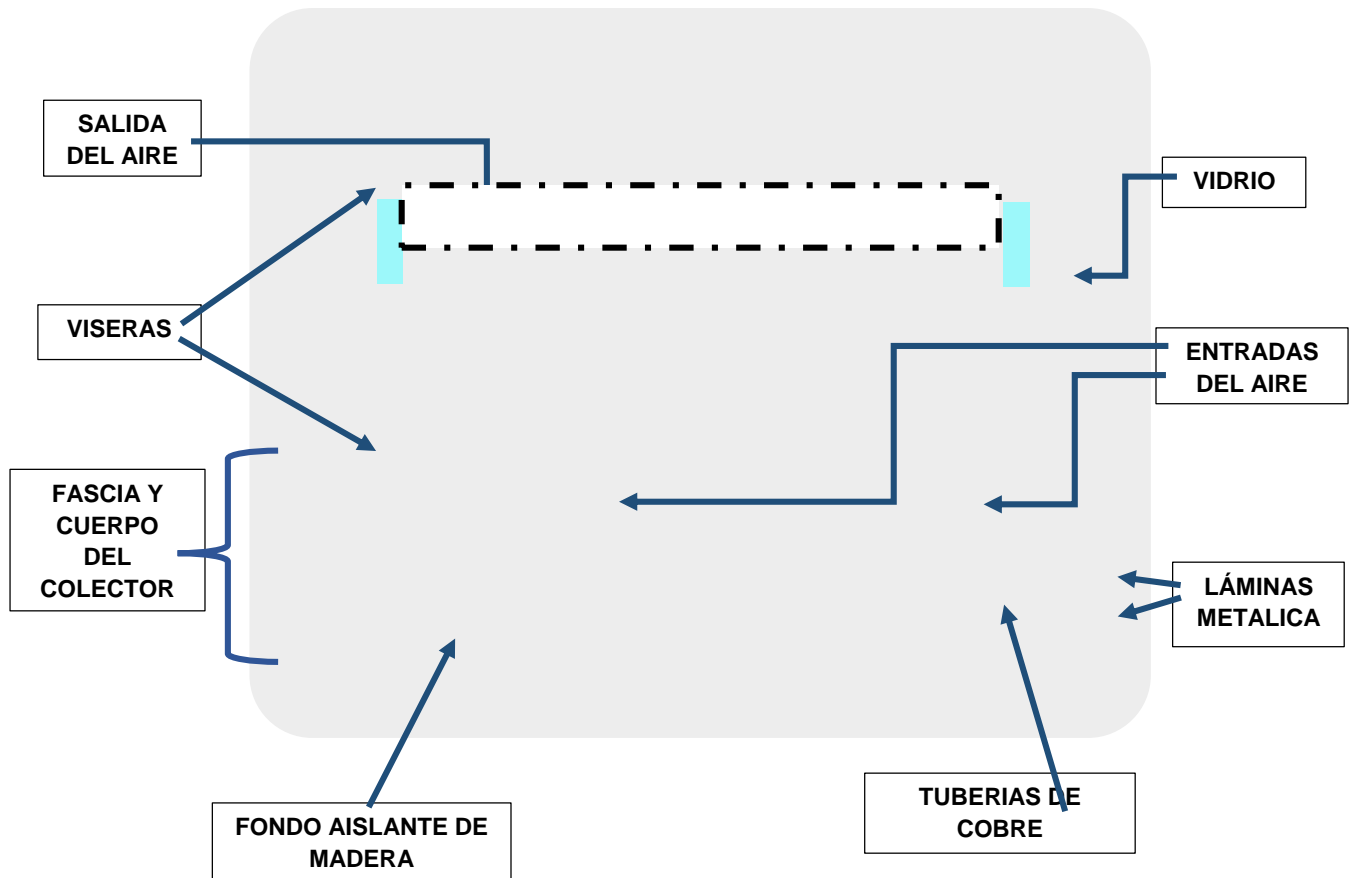 SALIDA
DEL AIRE
VIDRIO
VISERAS
ENTRADAS
DEL AIRE
FASCIA Y
CUERPO
DEL
COLECTOR
LÁMINAS
METALICA
TUBERIAS DE
COBRE
FONDO AISLANTE DE
MADERA